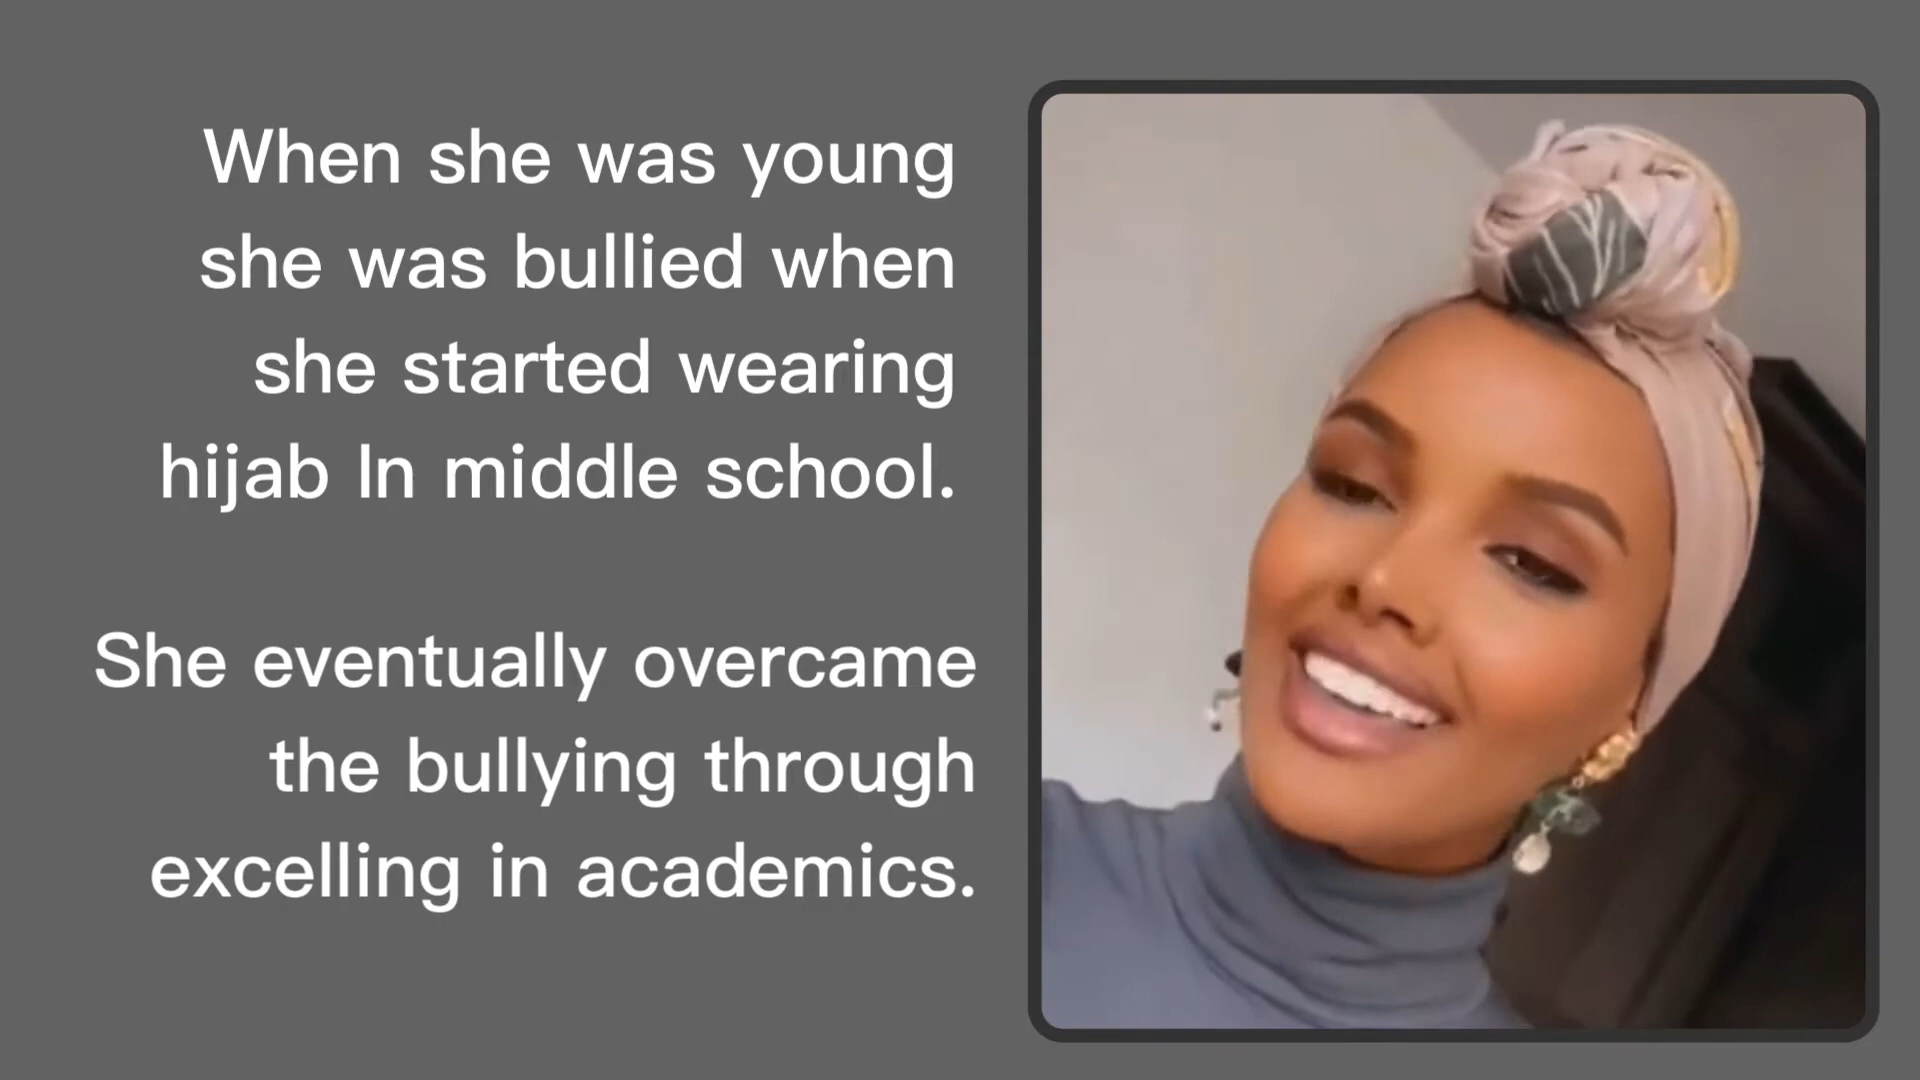 When she was young
she was bullied when
she started wearing
hijab In middle school.
She eventually overcame
the bullying through
excelling in academics.